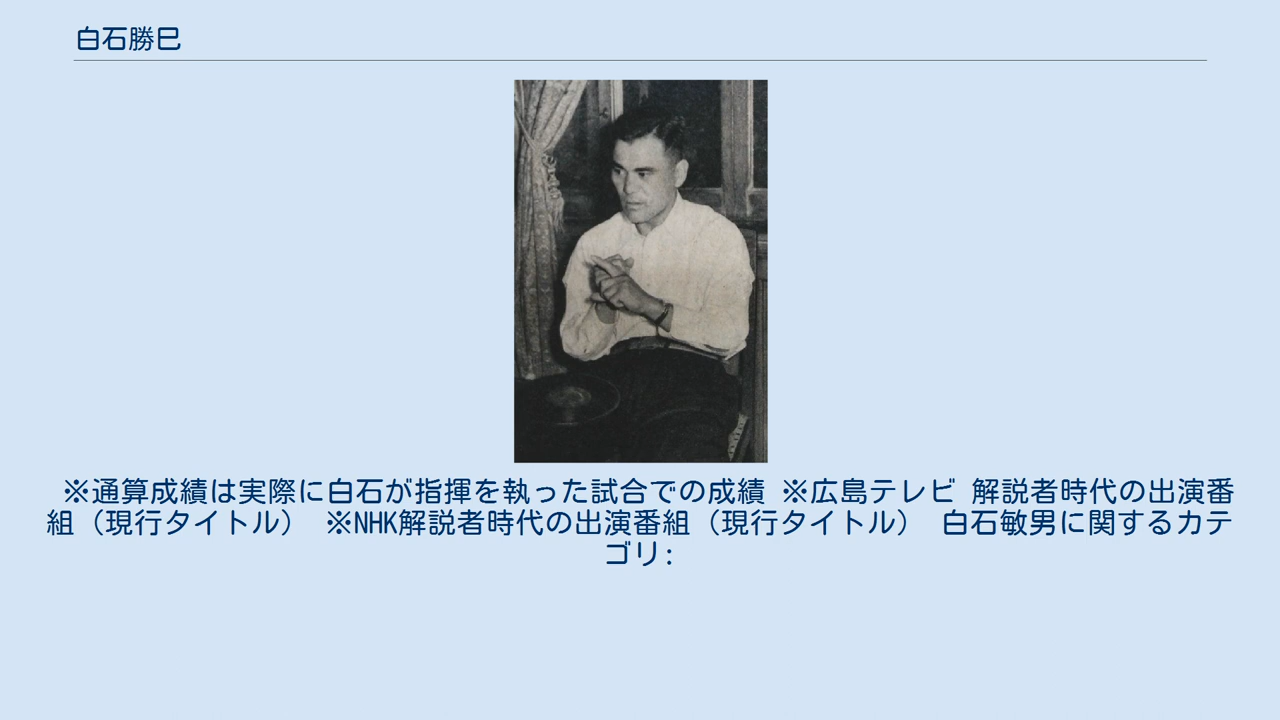 白石勝巳
※通算成績は実際に白石が指揮を執った試合での成績 ※広島テレビ 解説者時代の出演番
組（現行タイトル） ※NHK解説者時代の出演番組（現行タイトル） 白石敏男に関するカテ
ゴリ: